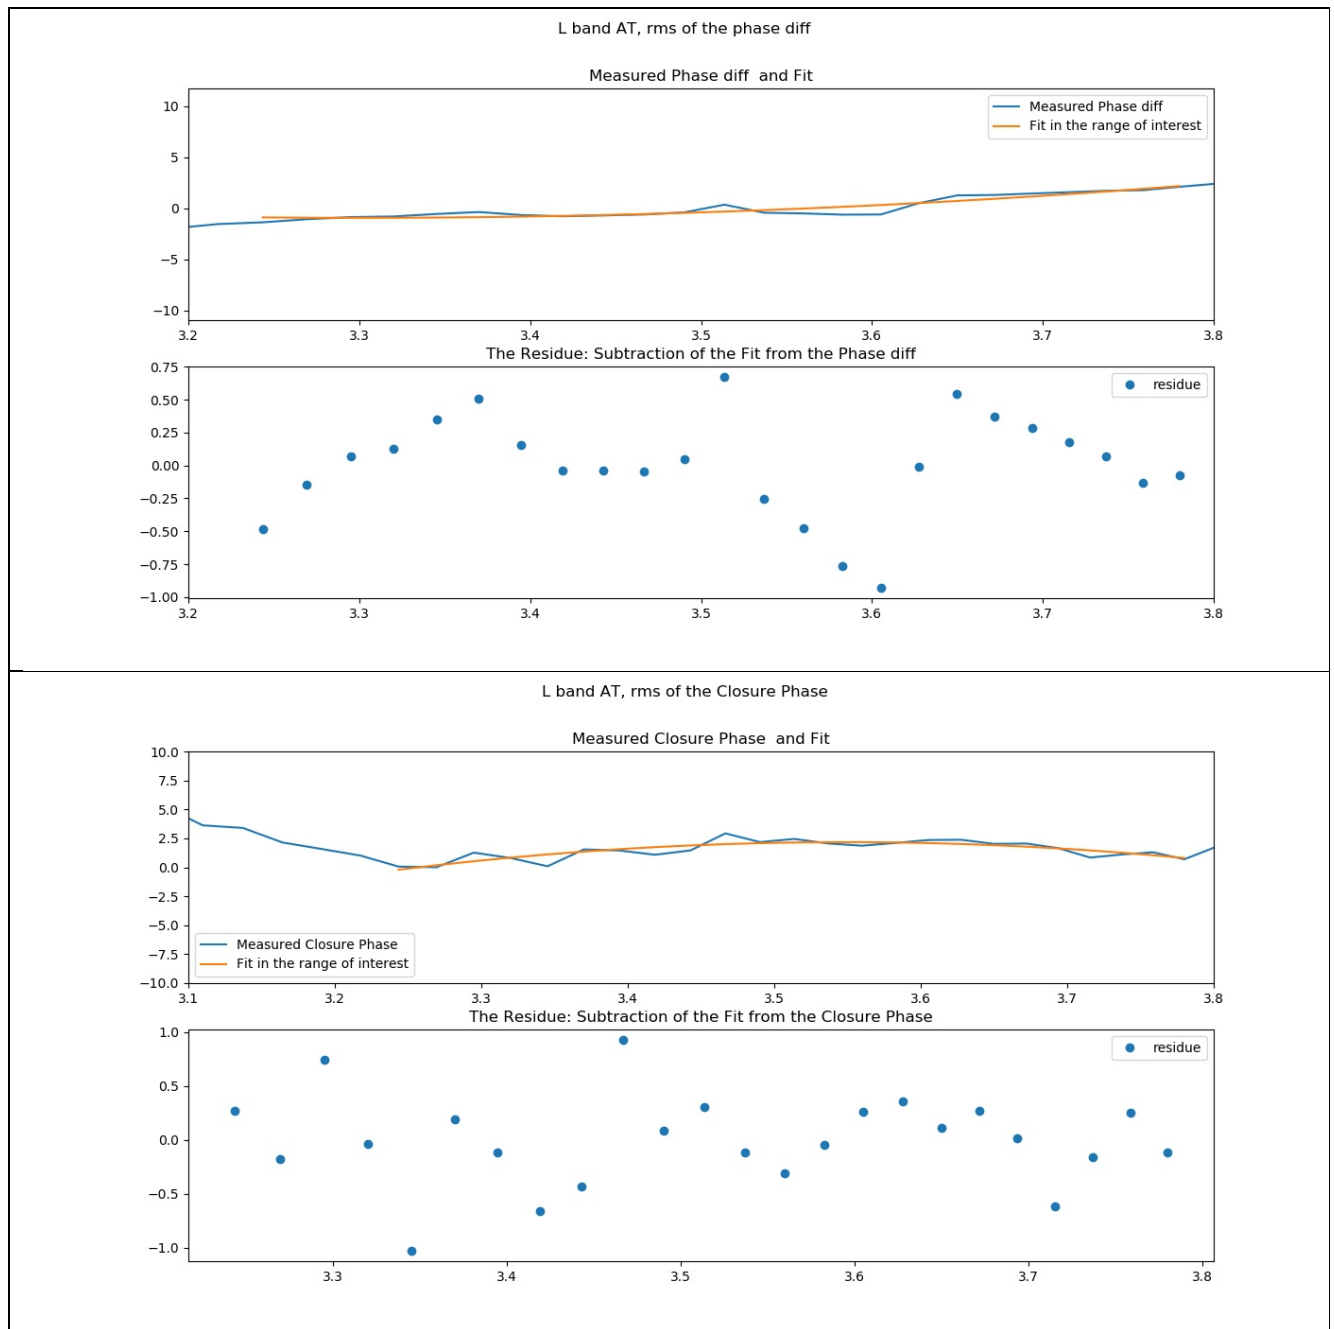 L band AT, rms of the phase diff
Measured Phase diff  and Fit
Measured Phase diff
Fit in the range of interest
10
5
0
−5
−10
3.2 3.3 3.4 3.5 3.6 3.7 3.8
The Residue: Subtraction of the Fit from the Phase diff
residue
0.75
0.50
0.25
0.00
−0.25
−0.50
−0.75
−1.00
3.2 3.3 3.4 3.5 3.6 3.7 3.8
L band AT, rms of the Closure Phase
Measured Closure Phase  and Fit
10.0
7.5
5.0
2.5
0.0
−2.5
−5.0
−7.5
−10.0
Measured Closure Phase
Fit in the range of interest
3.1 3.2 3.3 3.4 3.5 3.6 3.7 3.8
The Residue: Subtraction of the Fit from the Closure Phase
residue
1.0
0.5
0.0
−0.5
−1.0
3.3 3.4 3.5 3.6 3.7 3.8